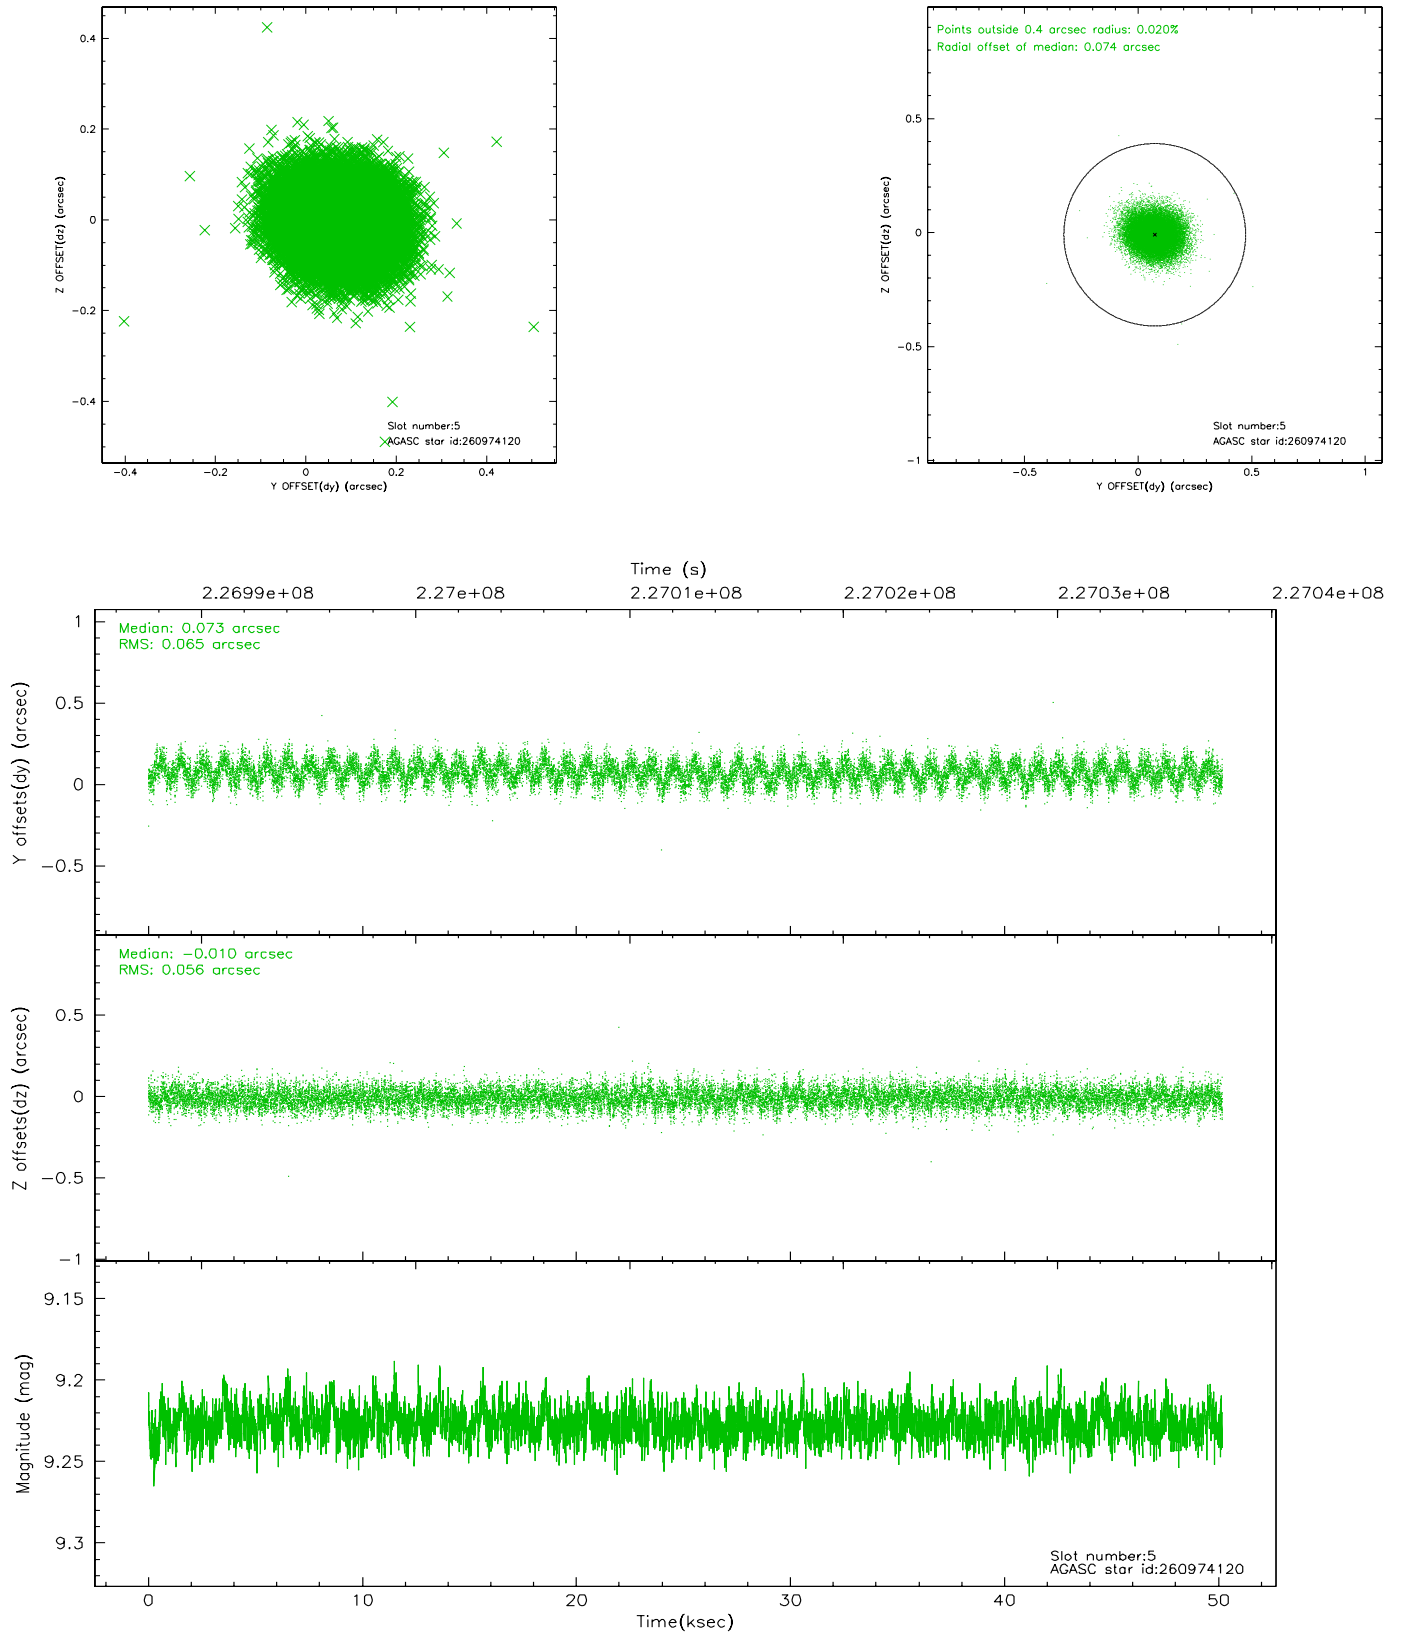 0.4
0.2
0
−0.2
−0.4
Z OFFSET(dz) (arcsec)
Slot number:5
AGASC star id:260974120
−0.4 −0.2 0 0.2 0.4
Y OFFSET(dy) (arcsec)
Points outside 0.4 arcsec radius: 0.020%
Radial offset of median: 0.074 arcsec
0.5
0
−0.5
−1
Z OFFSET(dz) (arcsec)
Slot number:5
AGASC star id:260974120
−0.5 0 0.5 1
Y OFFSET(dy) (arcsec)
Time (s)
2.2699e+08 2.27e+08 2.2701e+08 2.2702e+08 2.2703e+08 2.2704e+08
Median: 0.073 arcsec
RMS: 0.065 arcsec
1
0.5
0
−0.5
Y offsets(dy) (arcsec)
Median: −0.010 arcsec
RMS: 0.056 arcsec
0.5
0
−0.5
−1
Z offsets(dz) (arcsec)
9.15
9.2
9.25
9.3
Magnitude (mag)
Slot number:5
AGASC star id:260974120
0 10 20 30 40 50
Time(ksec)